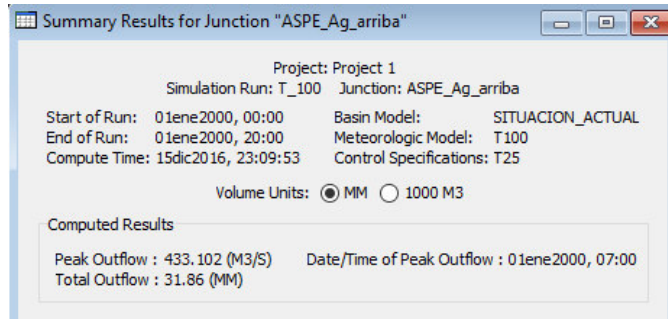 Summary Results for Junction "ASPE_Ag_arriba"
Project: Project 1
Simulation Run: T_100 Junction: ASPE_Ag_arriba
Start of Run: 01ene2000, 00:00 Basin Model: SITUACION_ACTUAL
End of Run: 01ene2000, 20:00 Meteorologic Model: T100
Compute Time: 15dic2016, 23:09:53 Control Specifications: T25
Volume Units: MM 1000 M3
Computed Results
Peak Outflow : 433.102 (M3/S) Date/Time of Peak Outflow : 01ene2000, 07:00
Total Outflow : 31.86 (MM)